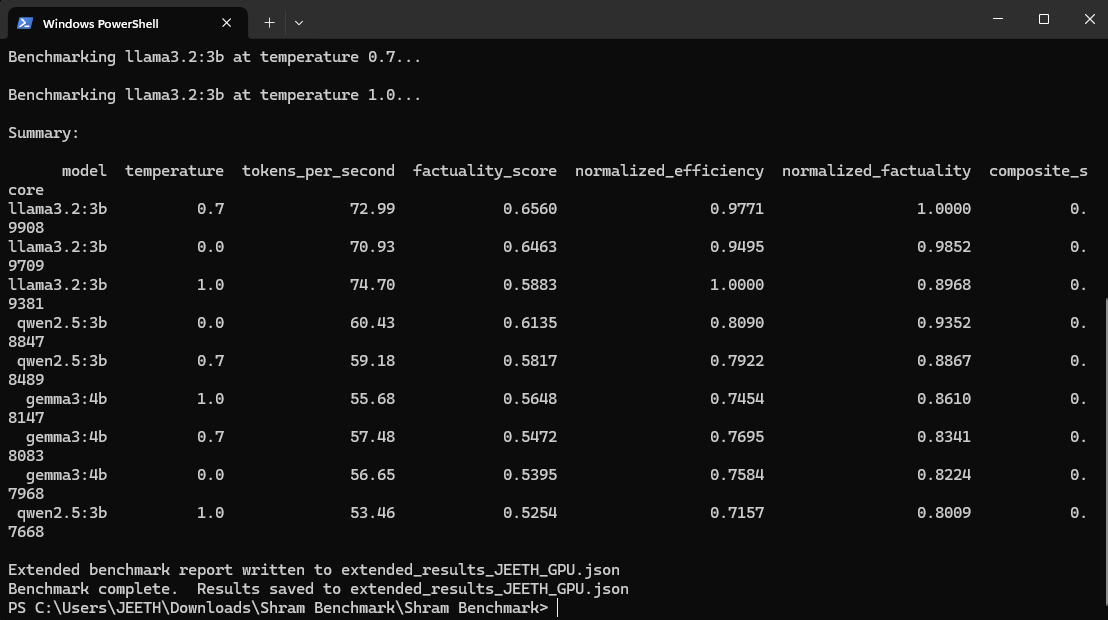 Windows PowerShell
Benchmarking llama3.2:3b at temperature 0.7...
Benchmarking llama3.2:3b at temperature 1.0...
Summary:
model temperature tokens_per_second factuality_score normalized_efficiency normalized_factuality composite_s
core
llama3.2:3b 0.7 72.99 0.6560 0.9771 1.0000 0.
9908
llama3.2:3b 0.0 70.93 0.6463 0.9495 0.9852 0.
9709
llama3.2:3b 1.0 74.70 0.5883 1.0000 0.8968 0.
9381
qwen2.5:3b 0.0 60.43 0.6135 0.8090 0.9352 0.
8847
qwen2.5:3b 0.7 59.18 0.5817 0.7922 0.8867 0.
8489
gemma3:4b 1.0 55.68 0.5648 0.7454 0.8610 0.
8147
gemma3:4b 0.7 57.48 0.5472 0.7695 0.8341 0.
8083
gemma3:4b 0.0 56.65 0.5395 0.7584 0.8224 0.
7968
qwen2.5:3b 1.0 53.46 0.5254 0.7157 0.8009 0.
7668
Extended benchmark report written to extended_results_JEETH_GPU.json
Benchmark complete.  Results saved to extended_results_JEETH_GPU.json
PS C:\Users\JEETH\Downloads\Shram Benchmark\Shram Benchmark>